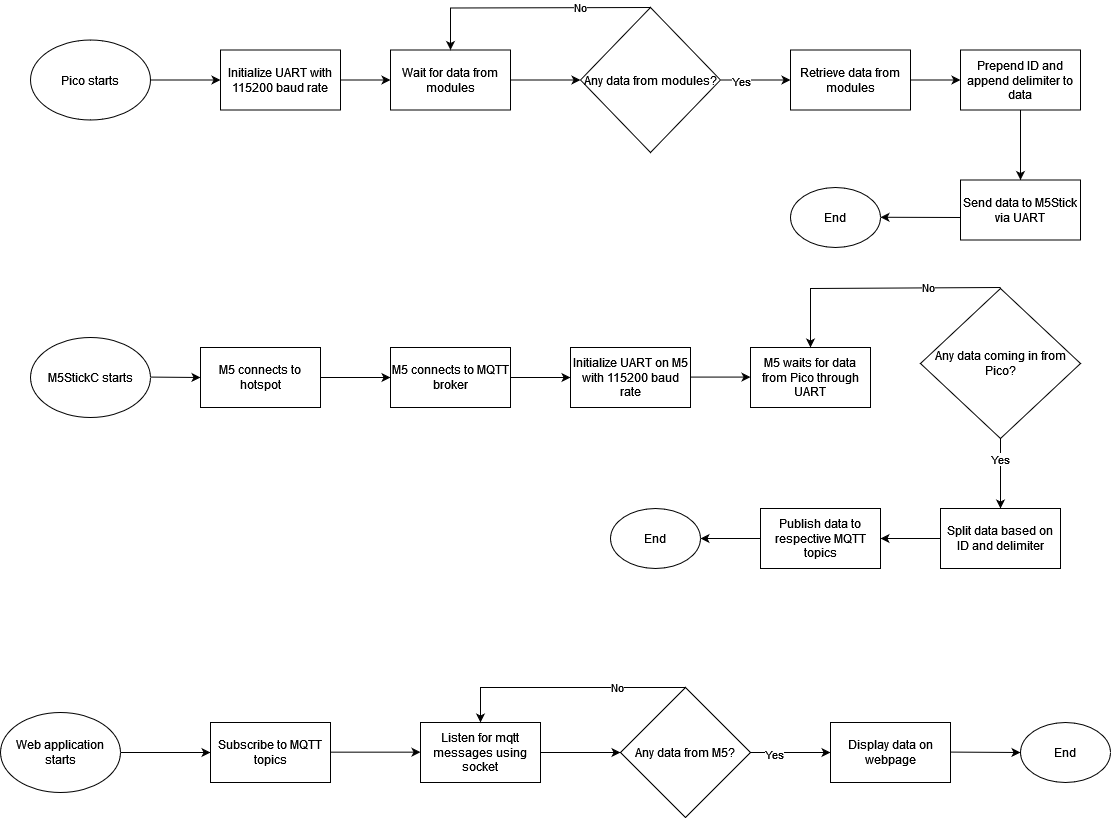 No
Pico starts
Initialize UART with
115200 baud rate
Wait for data from
modules
Any data from modules?
Yes
Retrieve data from
modules
Prepend ID and
append delimiter to
data
Send data to M5Stick
via UART
End
No
M5StickC starts
M5 connects to
hotspot
M5 connects to MQTT
broker
Initialize UART on M5
with 115200 baud
rate
M5 waits for data
from Pico through
UART
Any data coming in from
Pico?
Yes
Split data based on
ID and delimiter
Publish data to
respective MQTT
topics
End
No
Web application
starts
Subscribe to MQTT
topics
Listen for mqtt
messages using
socket
Any data from M5?
Yes
Display data on
webpage
End